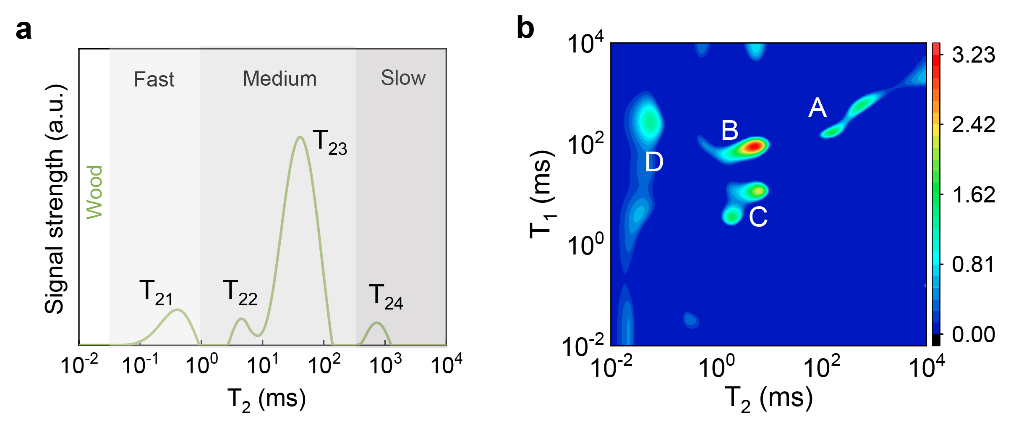 a
Signal strength (a.u.)
Wood
Fast
Medium
Slow
T₂₁
T₂₂
T₂₃
T₂₄
10⁻² 10⁻¹ 10⁰ 10¹ 10² 10³ 10⁴
T₂ (ms)
b
T₁ (ms)
10⁴
10²
10⁰
10⁻²
A
B
D
C
10⁻² 10⁰ 10² 10⁴
T₂ (ms)
3.23
2.42
1.62
0.81
0.00